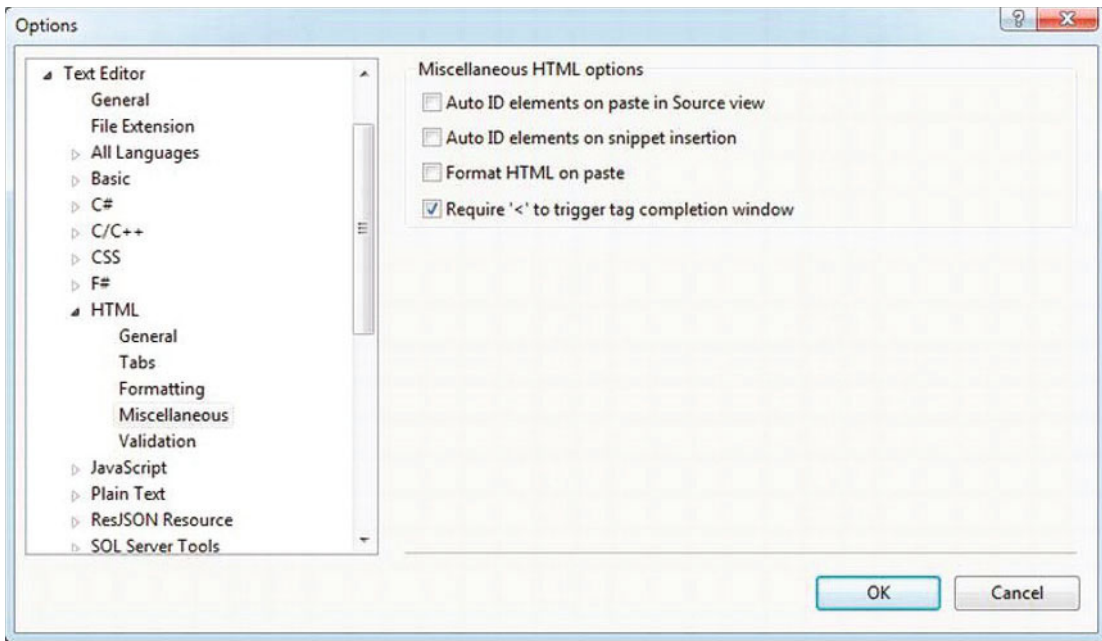 Options
Text Editor
General
File Extension
All Languages
Basic
C#
C/C++
CSS
F#
HTML
General
Tabs
Formatting
Miscellaneous
Validation
JavaScript
Plain Text
ResJSON Resource
SQL Server Tools
Miscellaneous HTML options
Auto ID elements on paste in Source view
Auto ID elements on snippet insertion
Format HTML on paste
Require '<' to trigger tag completion window
OK
Cancel